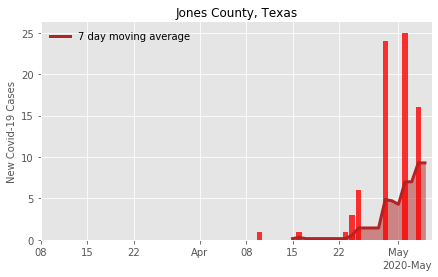 Jones County, Texas
7 day moving average
New Covid-19 Cases
25
20
15
10
5
0
08 15 22 Apr 08 15 22 May
2020-May